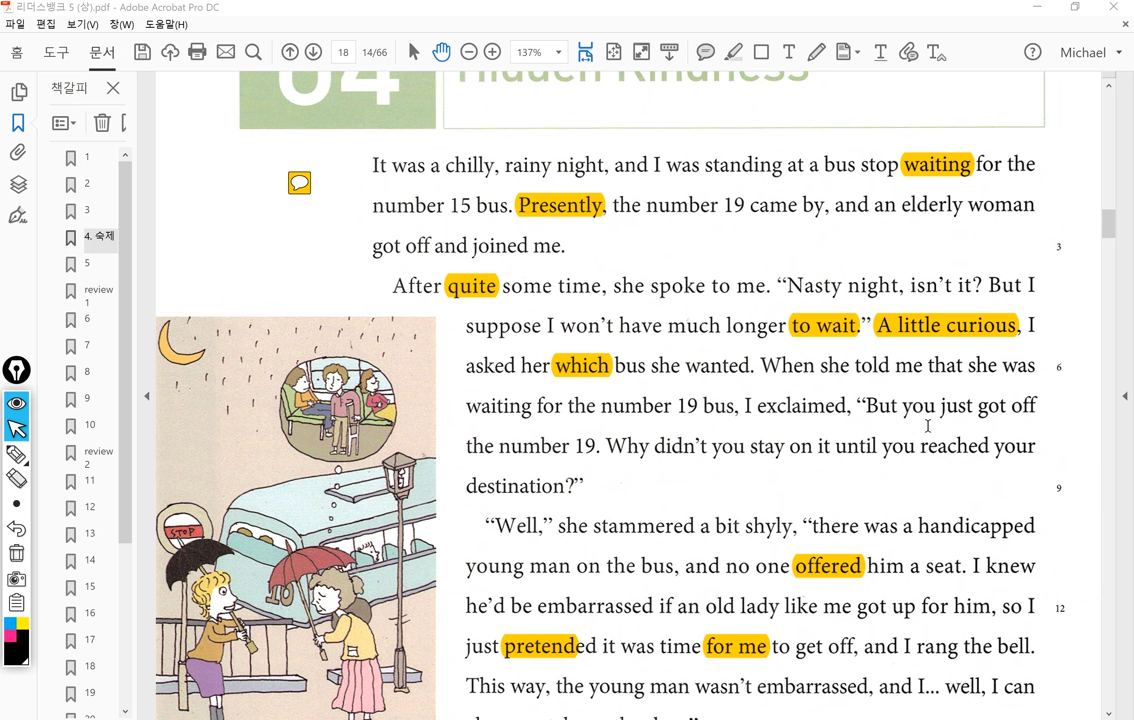 리더스뱅크 5 (상).pdf - Adobe Acrobat Pro DC
파일 편집 보기(V) 창(W) 도움말(H)
홈 도구 문서 18 14/66 137% Michael
책갈피
1
2
3
4. 숙제
5
review 1
6
7
8
9
10
review 2
11
12
13
14
15
16
17
18
19
04 Hidden Kindness
It was a chilly, rainy night, and I was standing at a bus stop waiting for the
number 15 bus. Presently, the number 19 came by, and an elderly woman
got off and joined me. 3
After quite some time, she spoke to me. “Nasty night, isn’t it? But I
suppose I won’t have much longer to wait.” A little curious, I
asked her which bus she wanted. When she told me that she was 6
waiting for the number 19 bus, I exclaimed, “But you just got off
the number 19. Why didn’t you stay on it until you reached your
destination?” 9
“Well,” she stammered a bit shyly, “there was a handicapped
young man on the bus, and no one offered him a seat. I knew
he’d be embarrassed if an old lady like me got up for him, so I 12
just pretended it was time for me to get off, and I rang the bell.
This way, the young man wasn’t embarrassed, and I... well, I can
STOP